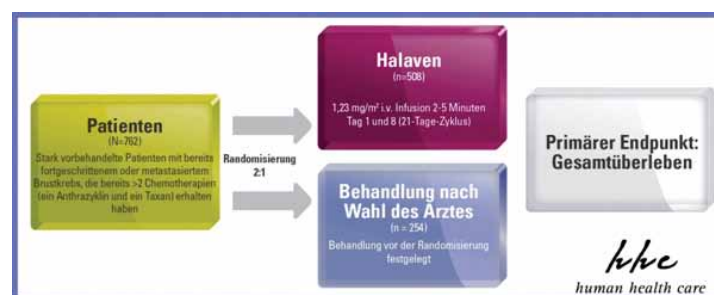 Patienten
(N=762)
Stark vorbehandelte Patienten mit bereits
fortgeschrittenem oder metastasiertem
Brustkrebs, die bereits >2 Chemotherapien
(ein Anthrazyklin und ein Taxan) erhalten
haben
Randomisierung
2:1
Halaven
(n=508)
1,23 mg/m² i.v. Infusion 2-5 Minuten
Tag 1 und 8 (21-Tage-Zyklus)
Behandlung nach
Wahl des Arztes
(n = 254)
Behandlung vor der Randomisierung
festgelegt
Primärer Endpunkt:
Gesamtüberleben
hhc
human health care